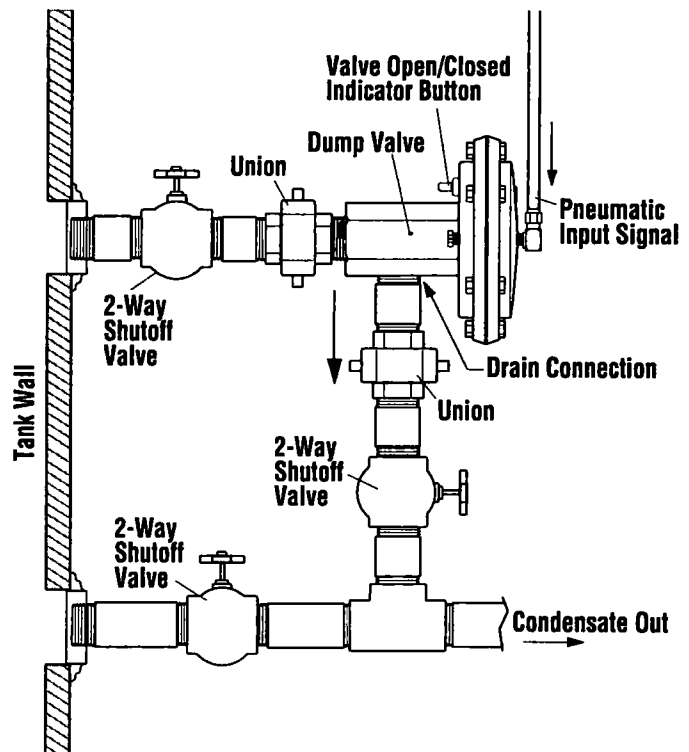 Valve Open/Closed
Indicator Button
Dump Valve
Union
Pneumatic
Input Signal
2-Way
Shutoff
Valve
Drain Connection
Union
Tank Wall
2-Way
Shutoff
Valve
2-Way
Shutoff
Valve
Condensate Out